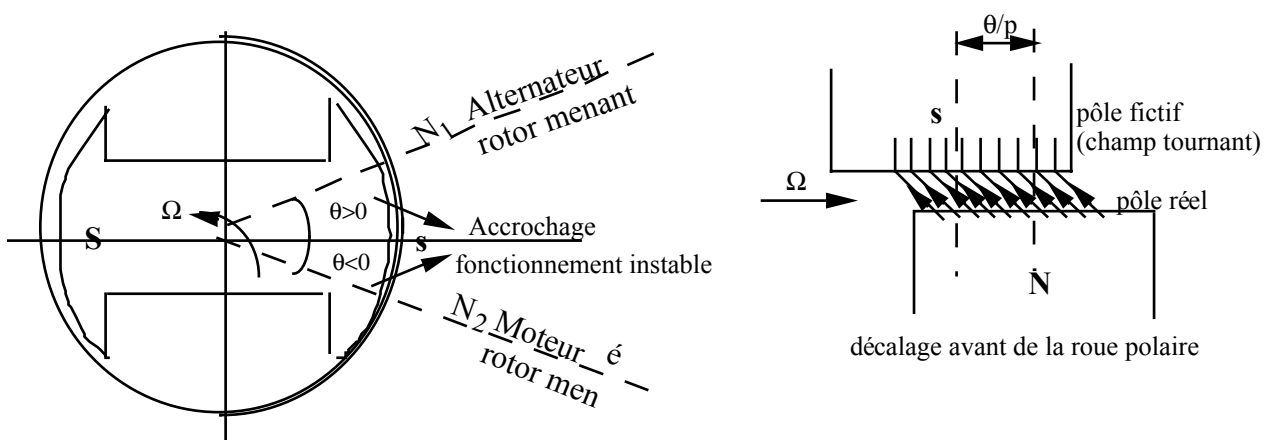 N₁ Alternateur
rotor menant
Ω
θ>0
S
s
Accrochage
θ<0
fonctionnement instable
N₂ Moteur é
rotor men
θ/p
s
pôle fictif
(champ tournant)
Ω
pôle réel
N
décalage avant de la roue polaire